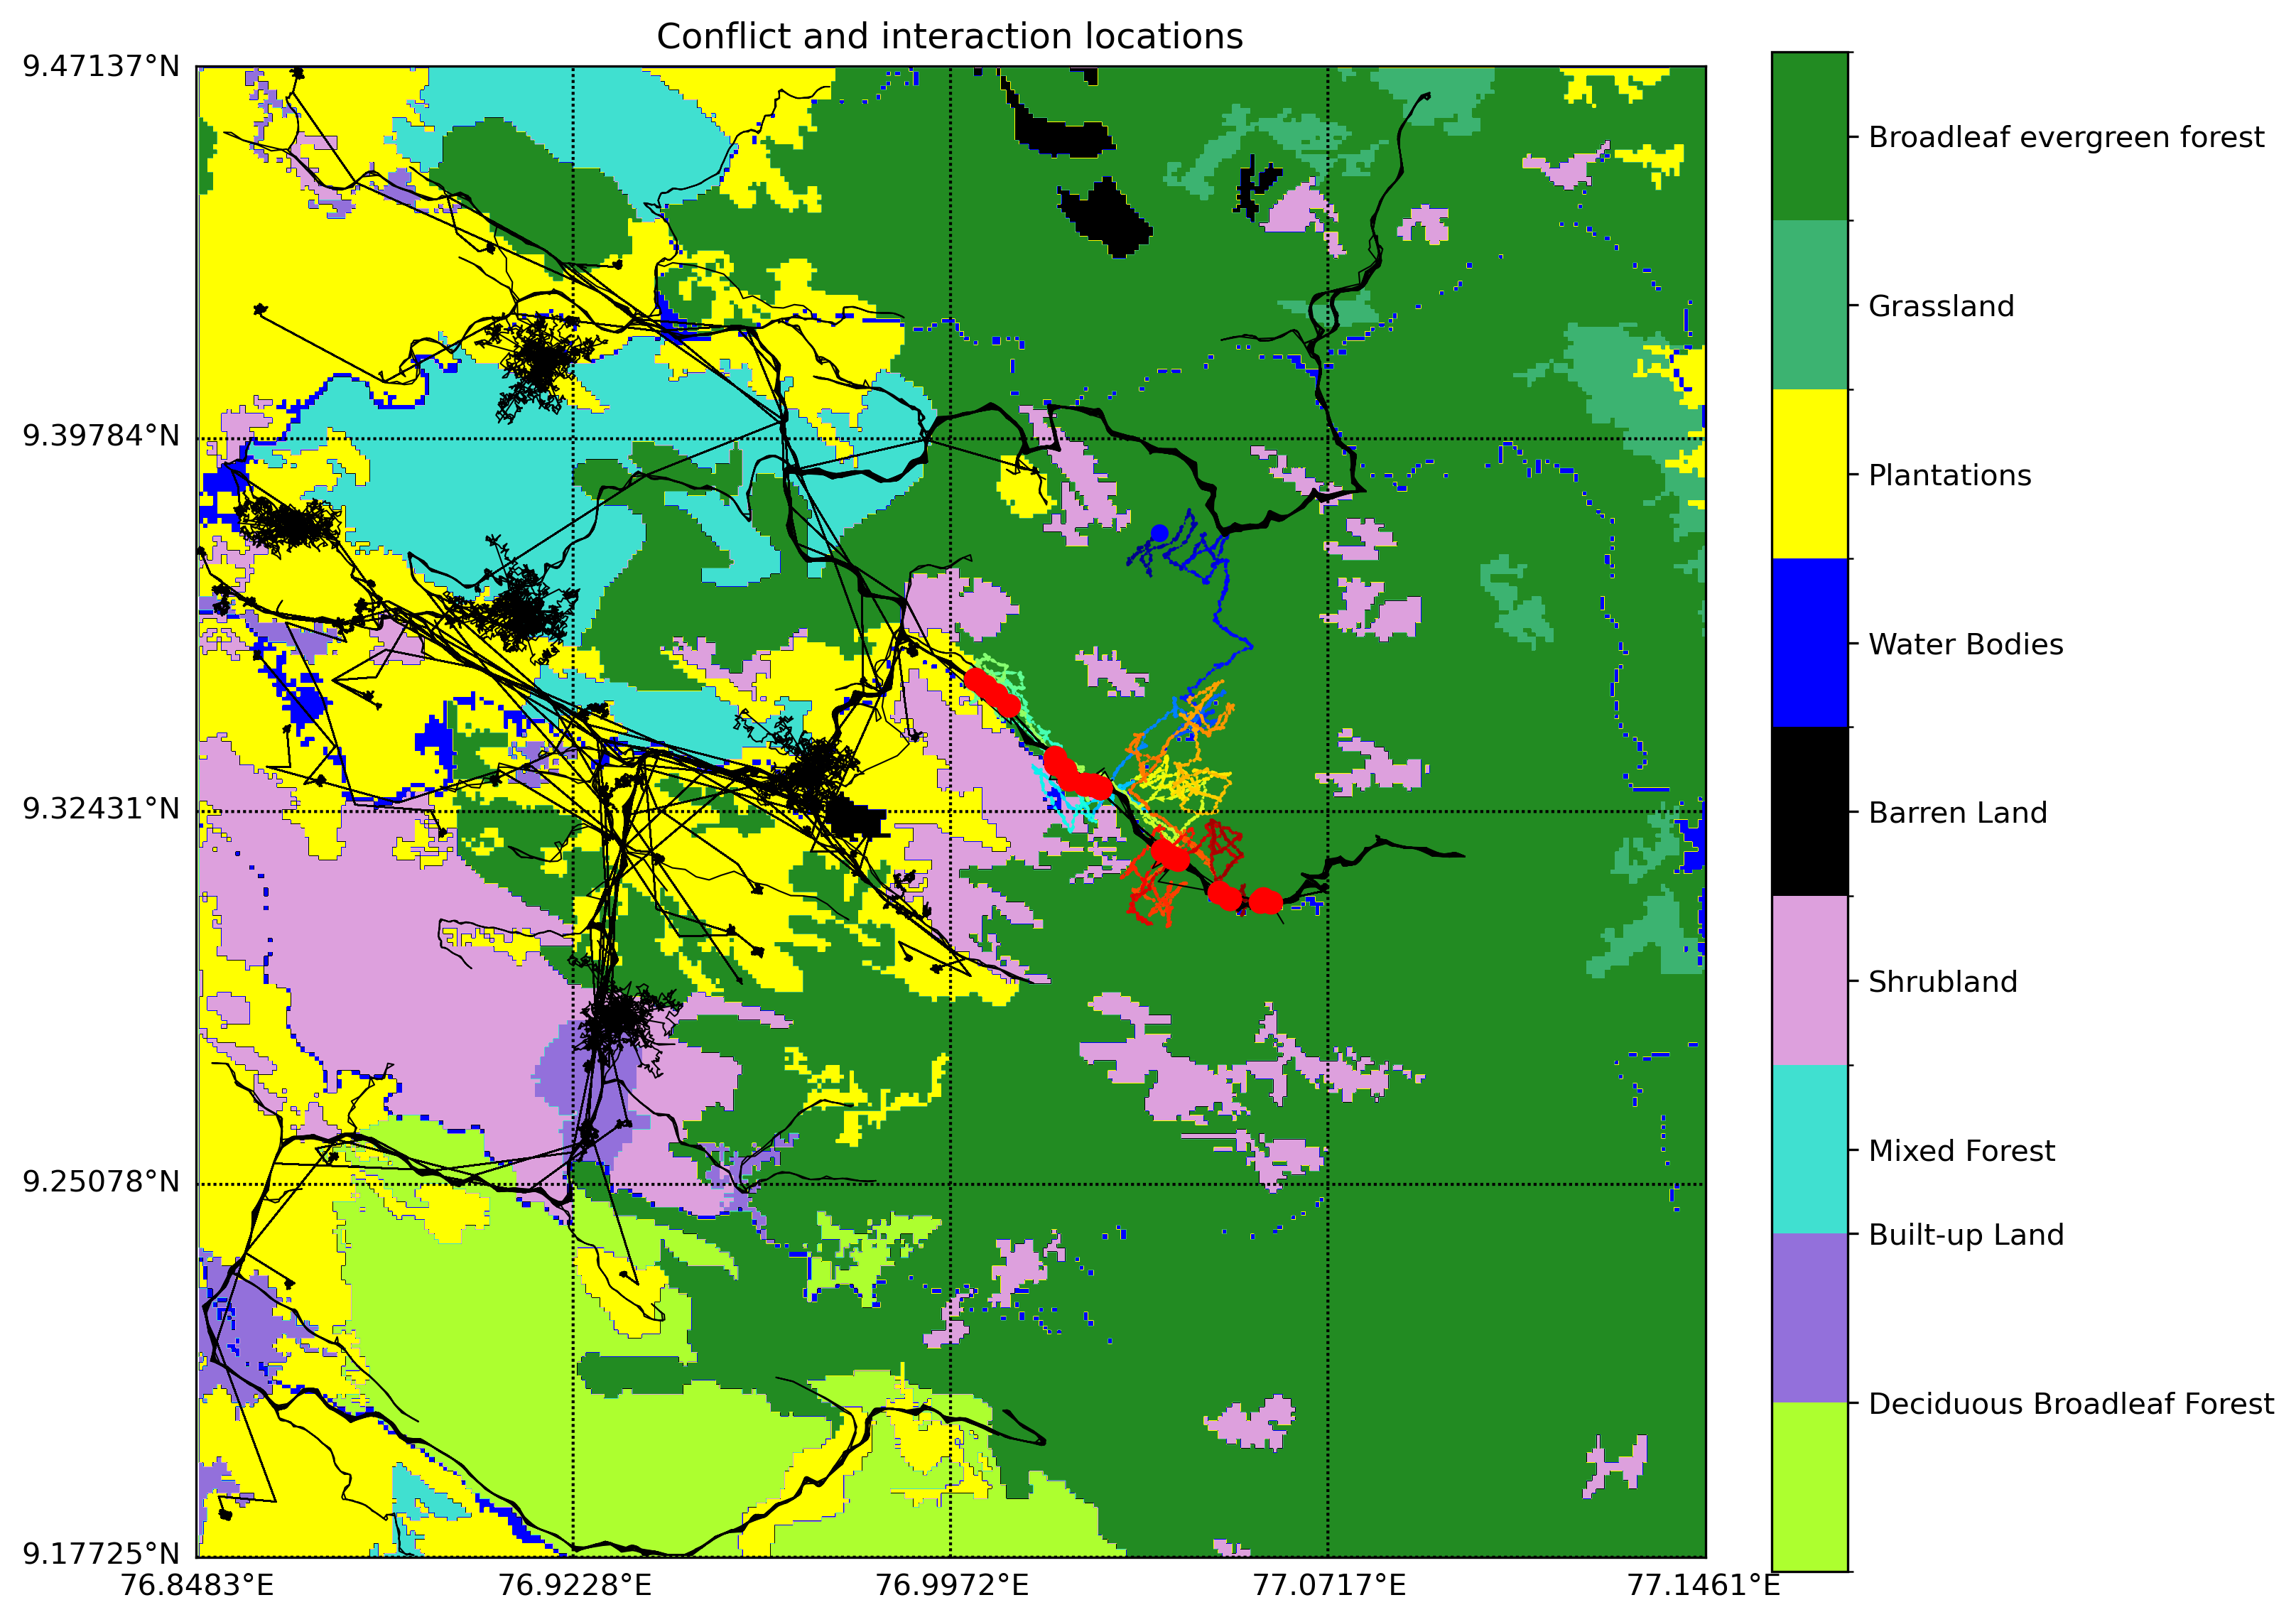 Conflict and interaction locations
9.47137°N
9.39784°N
9.32431°N
9.25078°N
9.17725°N
76.8483°E
76.9228°E
76.9972°E
77.0717°E
77.1461°E
Broadleaf evergreen forest
Grassland
Plantations
Water Bodies
Barren Land
Shrubland
Mixed Forest
Built-up Land
Deciduous Broadleaf Forest